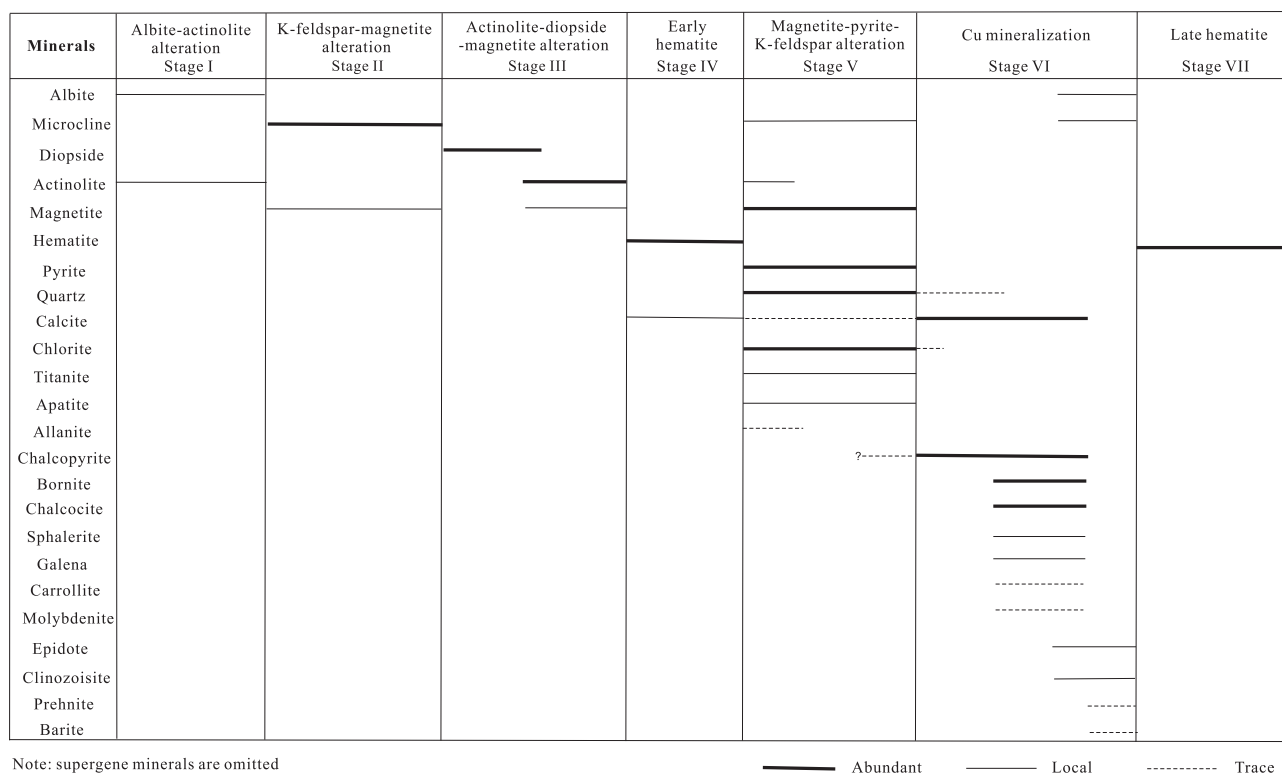 Minerals
Albite-actinolite
alteration
Stage I
K-feldspar-magnetite
alteration
Stage II
Actinolite-diopside
-magnetite alteration
Stage III
Early
hematite
Stage IV
Magnetite-pyrite-
K-feldspar alteration
Stage V
Cu mineralization
Stage VI
Late hematite
Stage VII
Albite
Microcline
Diopside
Actinolite
Magnetite
Hematite
Pyrite
Quartz
Calcite
Chlorite
Titanite
Apatite
Allanite
Chalcopyrite ?
Bornite
Chalcocite
Sphalerite
Galena
Carrollite
Molybdenite
Epidote
Clinozoisite
Prehnite
Barite
Note: supergene minerals are omitted
Abundant Local Trace